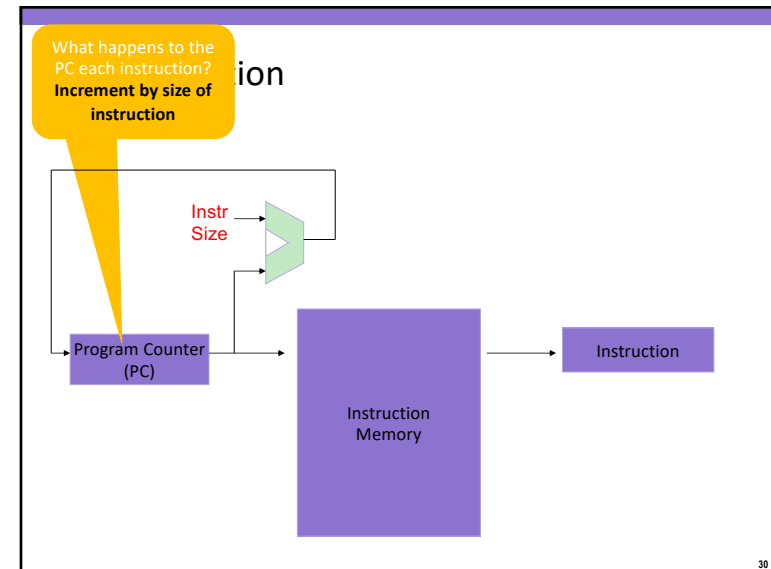 What happens to the
PC each instruction?
Increment by size of
instruction
ion
Instr
Size
Program Counter
(PC)
Instruction
Memory
Instruction
30